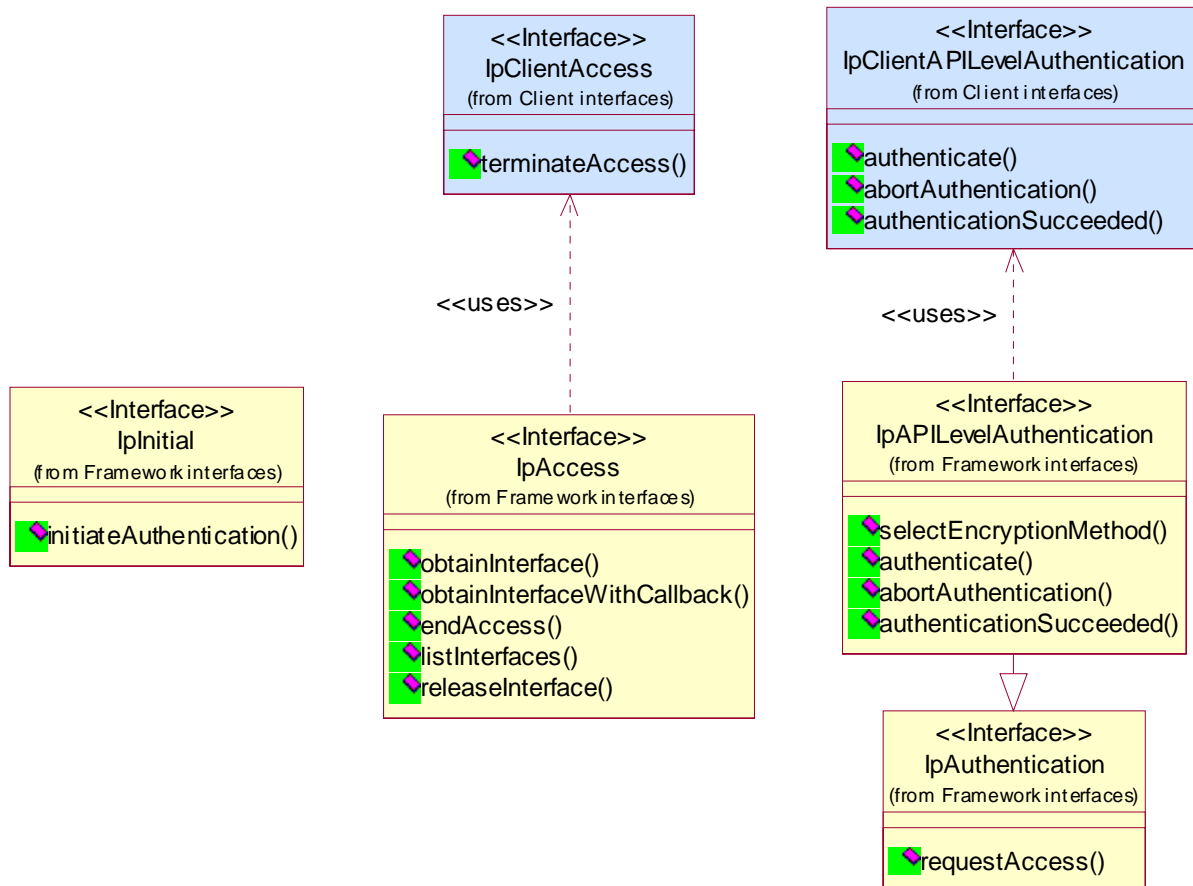 <<Interface>>
IpClientAccess
(from Client interfaces)
terminateAccess()
<<Interface>>
IpClientAPILevelAuthentication
(from Client interfaces)
authenticate()
abortAuthentication()
authenticationSucceeded()
<<uses>>
<<uses>>
<<Interface>>
IpInitial
(from Framework interfaces)
initiateAuthentication()
<<Interface>>
IpAccess
(from Framework interfaces)
obtainInterface()
obtainInterfaceWithCallback()
endAccess()
listInterfaces()
releaseInterface()
<<Interface>>
IpAPILevelAuthentication
(from Framework interfaces)
selectEncryptionMethod()
authenticate()
abortAuthentication()
authenticationSucceeded()
<<Interface>>
IpAuthentication
(from Framework interfaces)
requestAccess()